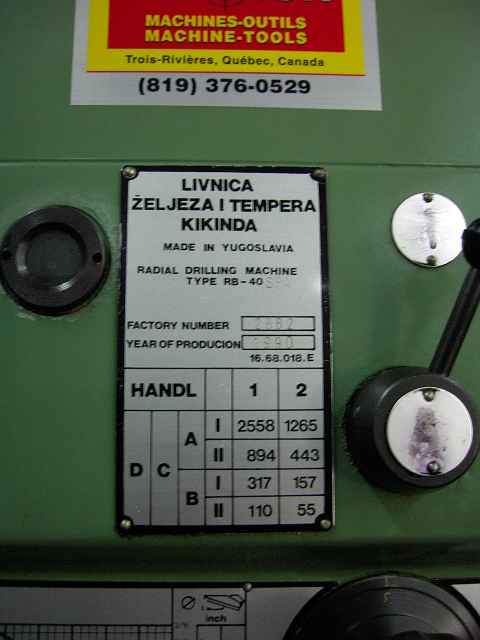 MACHINES-OUTILS
MACHINE-TOOLS
Trois-Rivières, Québec, Canada
(819) 376-0529
LIVNICA
ŽELJEZA I TEMPERA
KIKINDA
MADE IN YUGOSLAVIA
RADIAL DRILLING MACHINE
TYPE RB-40
FACTORY NUMBER 2382
YEAR OF PRODUCION 1990
16.68.018.E
HANDL 1 2
D C A I 2558 1265
II 894 443
B I 317 157
II 110 55
inch